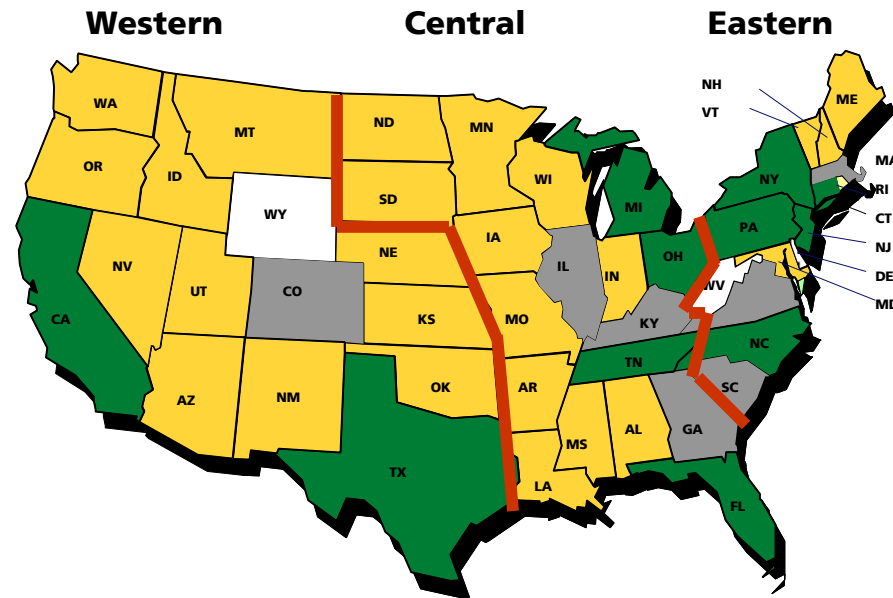 Western Central Eastern
NH
ME
VT
WA
ND
MN
MT
OR
MA
ID
WI
NY
RI
SD
WY
MI
CT
PA
IA
NJ
NE
OH
IL
IN
NV
DE
WV
UT
CO
MD
CA
KS
MO
KY
NC
TN
OK
AR
SC
AZ
NM
GA
AL
MS
TX
LA
FL